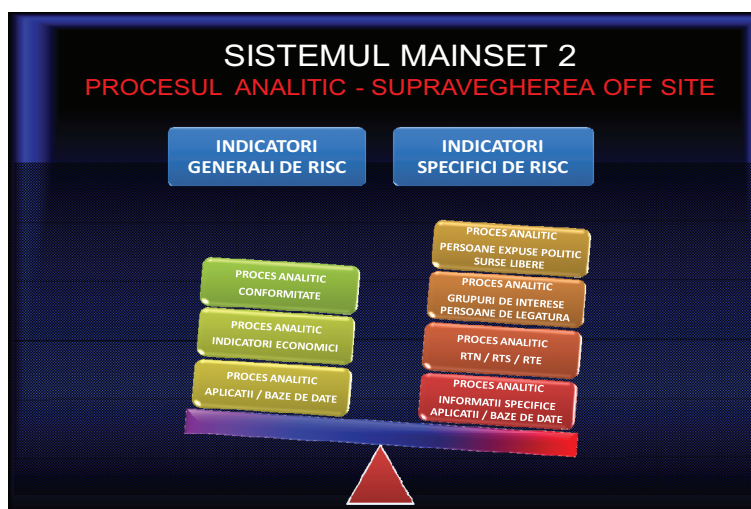 SISTEMUL MAINSET 2
PROCESUL ANALITIC - SUPRAVEGHEREA OFF SITE
INDICATORI
GENERALI DE RISC
INDICATORI
SPECIFICI DE RISC
PROCES ANALITIC
CONFORMITATE
PROCES ANALITIC
INDICATORI ECONOMICI
PROCES ANALITIC
APLICATII / BAZE DE DATE
PROCES ANALITIC
PERSOANE EXPUSE POLITIC
SURSE LIBERE
PROCES ANALITIC
GRUPURI DE INTERESE
PERSOANE DE LEGATURA
PROCES ANALITIC
RTN / RTS / RTE
PROCES ANALITIC
INFORMATII SPECIFICE
APLICATII / BAZE DE DATE